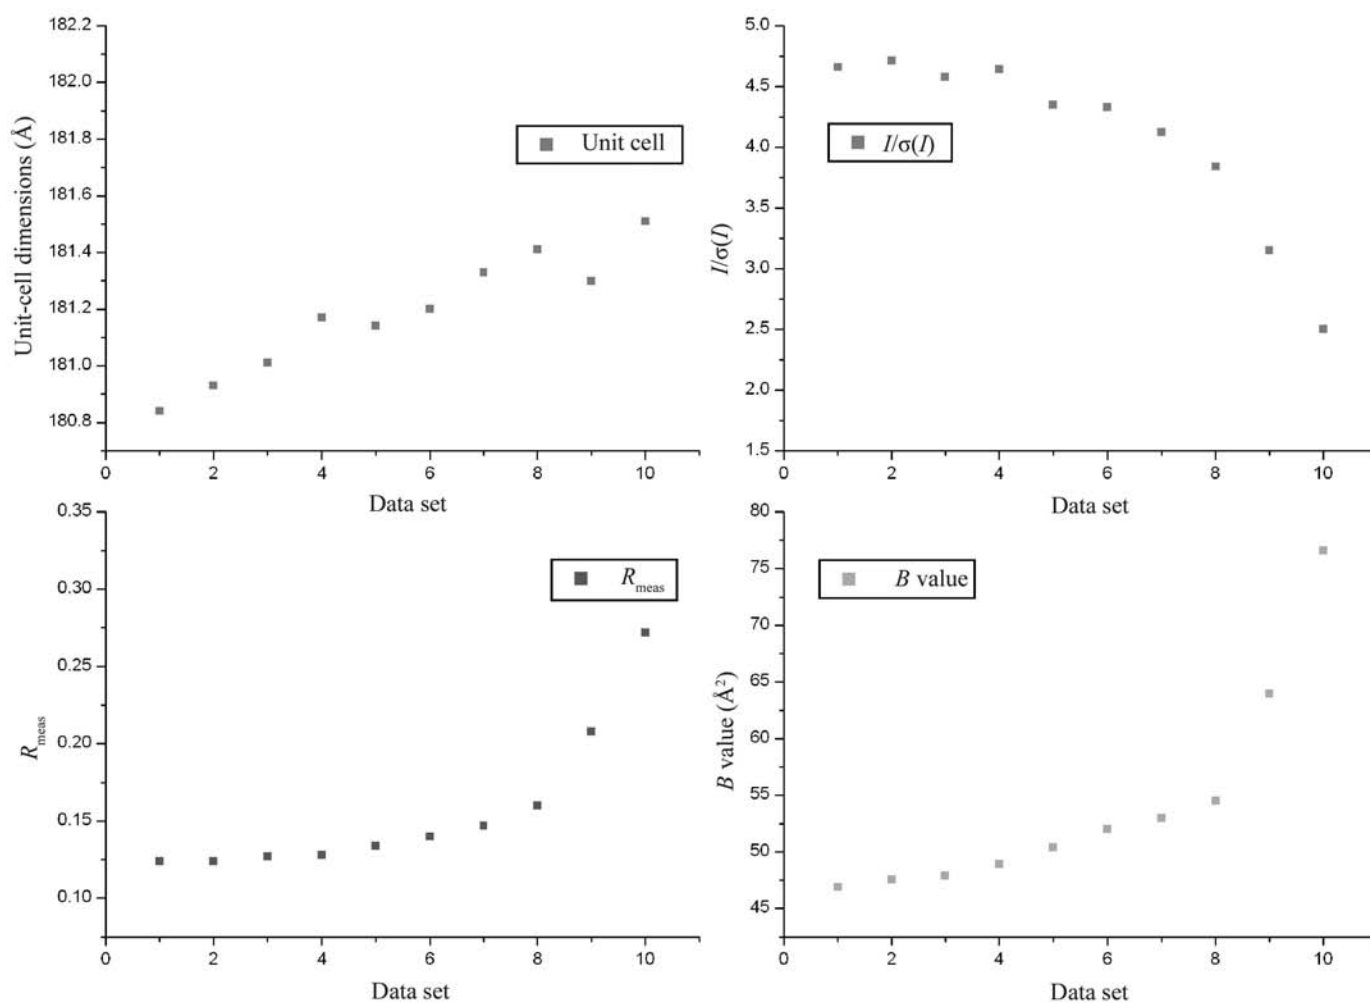 182.2
182.0
181.8
181.6
181.4
181.2
181.0
180.8
Unit-cell dimensions (Å)
Unit cell
0 2 4 6 8 10
Data set
5.0
4.5
4.0
3.5
3.0
2.5
2.0
1.5
I/σ(I)
I/σ(I)
0 2 4 6 8 10
Data set
0.35
0.30
0.25
0.20
0.15
0.10
R meas
R meas
0 2 4 6 8 10
Data set
80
75
70
65
60
55
50
45
B value (Å²)
B value
0 2 4 6 8 10
Data set